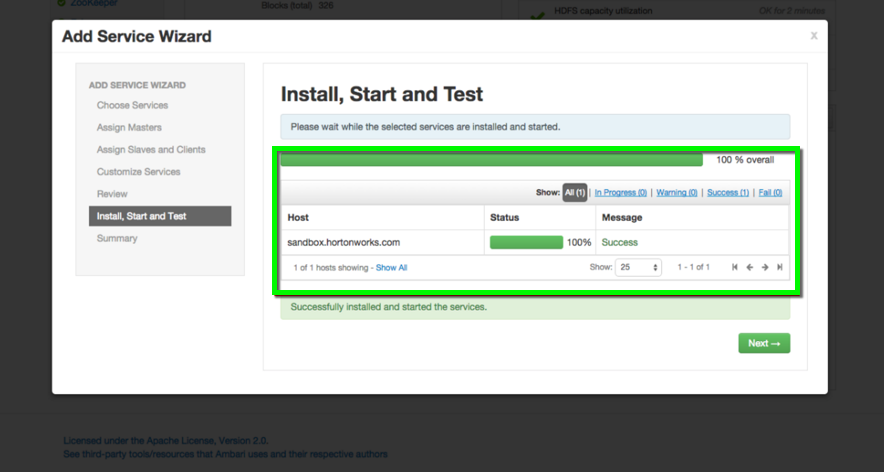 ZooKeeper
Blocks (total) 326
HDFS capacity utilization
OK for 2 minutes
Add Service Wizard
x
ADD SERVICE WIZARD
Choose Services
Assign Masters
Assign Slaves and Clients
Customize Services
Review
Install, Start and Test
Summary
Install, Start and Test
Please wait while the selected services are installed and started.
100 % overall
Show: All (1) | In Progress (0) | Warning (0) | Success (1) | Fail (0)
Host Status Message
sandbox.hortonworks.com 100% Success
1 of 1 hosts showing - Show All Show: 25 1 - 1 of 1
Successfully installed and started the services.
Next →
Licensed under the Apache License, Version 2.0.
See third-party tools/resources that Ambari uses and their respective authors